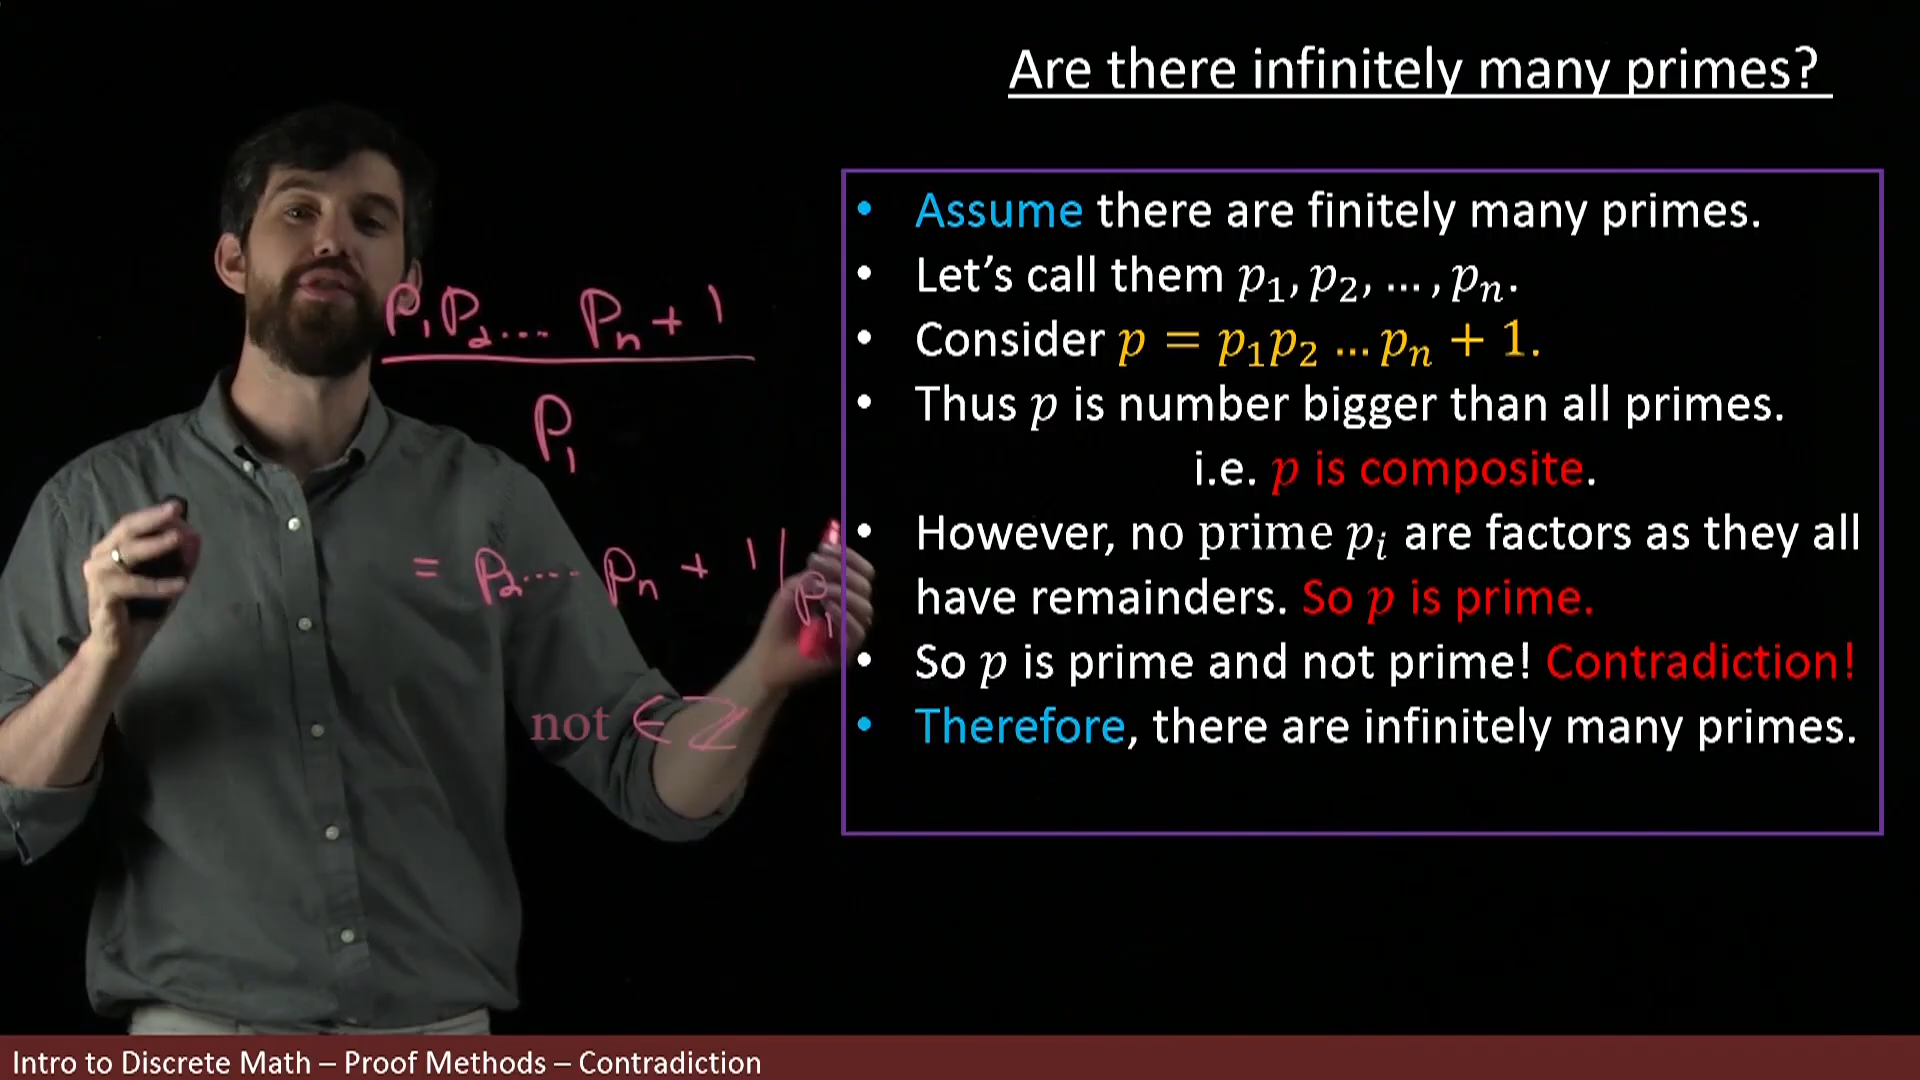 Are there infinitely many primes?
P₁P₂.... Pₙ + 1
P₁
= P₂.... Pₙ + 1/P₁
not ∈ ℤ
• Assume there are finitely many primes.
• Let’s call them p₁, p₂, … , pₙ.
• Consider p = p₁p₂ … pₙ + 1.
• Thus p is number bigger than all primes.
i.e. p is composite.
• However, no prime pᵢ are factors as they all
have remainders. So p is prime.
• So p is prime and not prime! Contradiction!
• Therefore, there are infinitely many primes.
Intro to Discrete Math – Proof Methods – Contradiction